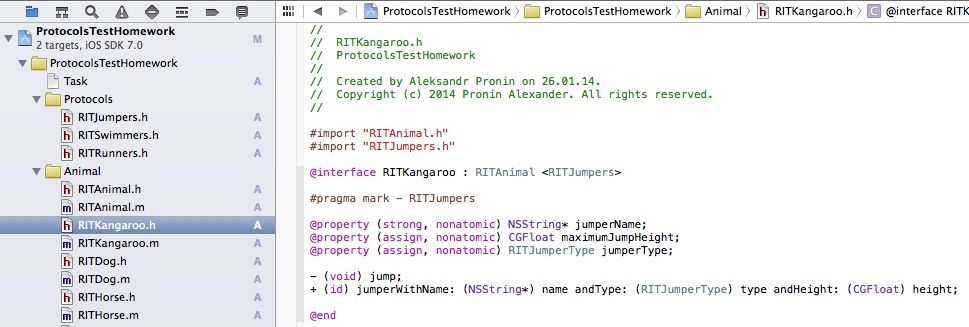 ProtocolsTestHomework
2 targets, iOS SDK 7.0
M
ProtocolsTestHomework
Task
A
Protocols
RITJumpers.h
A
RITSwimmers.h
A
RITRunners.h
A
Animal
RITAnimal.h
A
RITAnimal.m
A
RITKangaroo.h
A
RITKangaroo.m
A
RITDog.h
A
RITDog.m
A
RITHorse.h
A
RITHorse.m
A
ProtocolsTestHomework ProtocolsTestHomework Animal RITKangaroo.h @interface RITK
//
//  RITKangaroo.h
//  ProtocolsTestHomework
//
//  Created by Aleksandr Pronin on 26.01.14.
//  Copyright (c) 2014 Pronin Alexander. All rights reserved.
//
#import "RITAnimal.h"
#import "RITJumpers.h"
@interface RITKangaroo : RITAnimal <RITJumpers>
#pragma mark - RITJumpers
@property (strong, nonatomic) NSString* jumperName;
@property (assign, nonatomic) CGFloat maximumJumpHeight;
@property (assign, nonatomic) RITJumperType jumperType;
- (void) jump;
+ (id) jumperWithName: (NSString*) name andType: (RITJumperType) type andHeight: (CGFloat) height;
@end